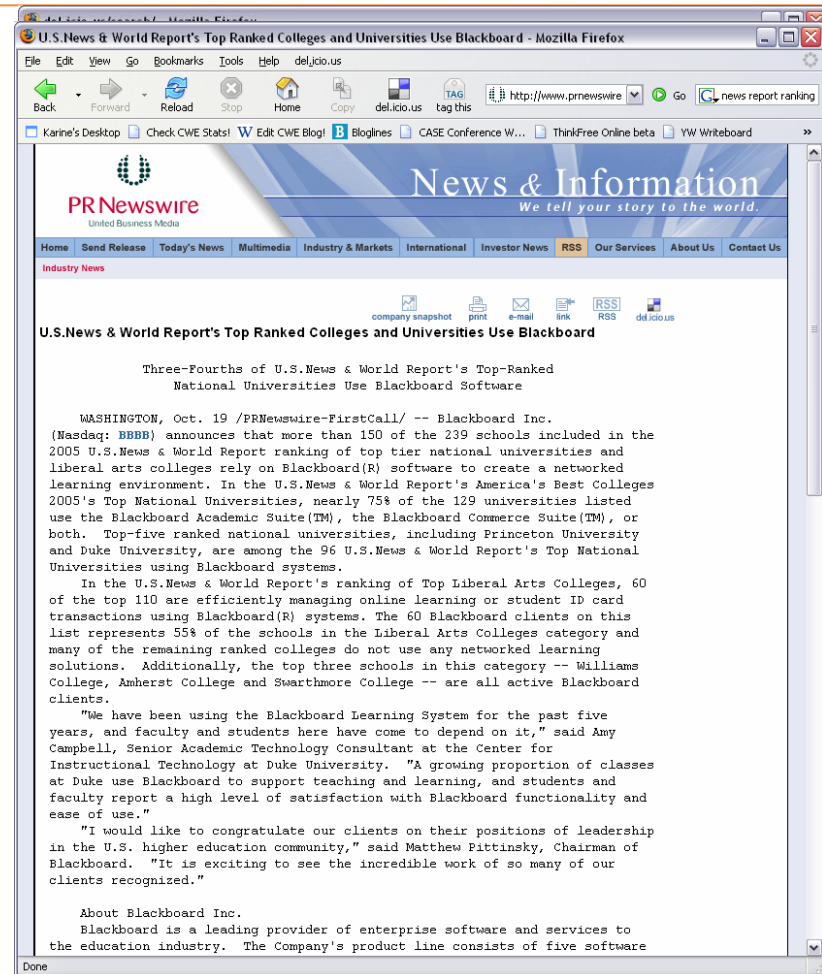 del.icio.us/search/ - Mozilla Firefox
U.S.News & World Report's Top Ranked Colleges and Universities Use Blackboard - Mozilla Firefox
File Edit View Go Bookmarks Tools Help del.icio.us
Back Forward Reload Stop Home Copy del.icio.us tag this http://www.prnewswire Go news report ranking
TAG
Karine's Desktop Check CWE Stats! Edit CWE Blog! Bloglines CASE Conference W... ThinkFree Online beta YW Writeboard »
PR Newswire
United Business Media
News & Information
We tell your story to the world.
Home Send Release Today's News Multimedia Industry & Markets International Investor News RSS Our Services About Us Contact Us
Industry News
company snapshot print e-mail link RSS del.icio.us
U.S.News & World Report's Top Ranked Colleges and Universities Use Blackboard
Three-Fourths of U.S.News & World Report's Top-Ranked
National Universities Use Blackboard Software
WASHINGTON, Oct. 19 /PRNewswire-FirstCall/ -- Blackboard Inc.
(Nasdaq: BBBB) announces that more than 150 of the 239 schools included in the
2005 U.S.News & World Report ranking of top tier national universities and
liberal arts colleges rely on Blackboard(R) software to create a networked
learning environment. In the U.S.News & World Report's America's Best Colleges
2005's Top National Universities, nearly 75% of the 129 universities listed
use the Blackboard Academic Suite(TM), the Blackboard Commerce Suite(TM), or
both. Top-five ranked national universities, including Princeton University
and Duke University, are among the 96 U.S.News & World Report's Top National
Universities using Blackboard systems.
In the U.S.News & World Report's ranking of Top Liberal Arts Colleges, 60
of the top 110 are efficiently managing online learning or student ID card
transactions using Blackboard(R) systems. The 60 Blackboard clients on this
list represents 55% of the schools in the Liberal Arts Colleges category and
many of the remaining ranked colleges do not use any networked learning
solutions. Additionally, the top three schools in this category -- Williams
College, Amherst College and Swarthmore College -- are all active Blackboard
clients.
"We have been using the Blackboard Learning System for the past five
years, and faculty and students here have come to depend on it," said Amy
Campbell, Senior Academic Technology Consultant at the Center for
Instructional Technology at Duke University. "A growing proportion of classes
at Duke use Blackboard to support teaching and learning, and students and
faculty report a high level of satisfaction with Blackboard functionality and
ease of use."
"I would like to congratulate our clients on their positions of leadership
in the U.S. higher education community," said Matthew Pittinsky, Chairman of
Blackboard. "It is exciting to see the incredible work of so many of our
clients recognized."
About Blackboard Inc.
Blackboard is a leading provider of enterprise software and services to
the education industry. The Company's product line consists of five software
Done